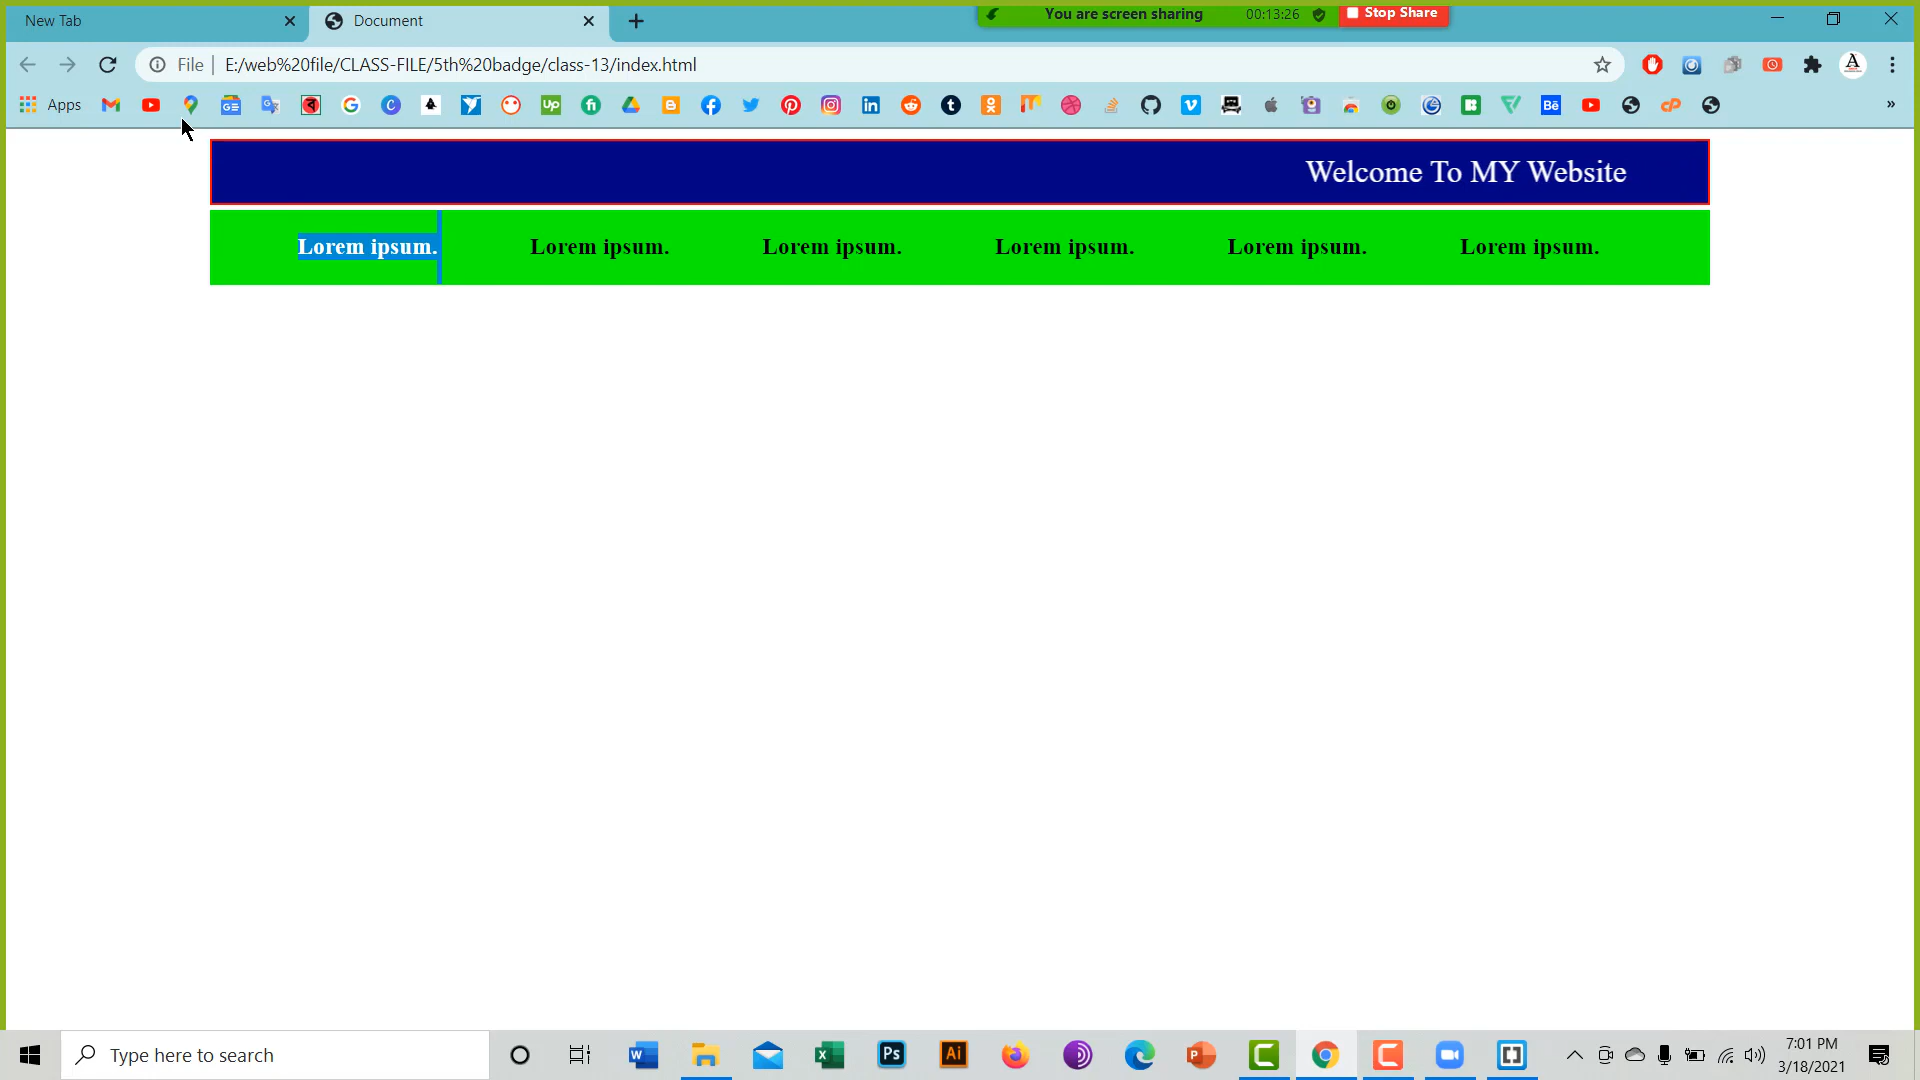 New Tab
Document
You are screen sharing 00:13:26 Stop Share
File E:/web%20file/CLASS-FILE/5th%20badge/class-13/index.html
A
Apps
Welcome To MY Website
Lorem ipsum. Lorem ipsum. Lorem ipsum. Lorem ipsum. Lorem ipsum. Lorem ipsum.
Type here to search
7:01 PM
3/18/2021